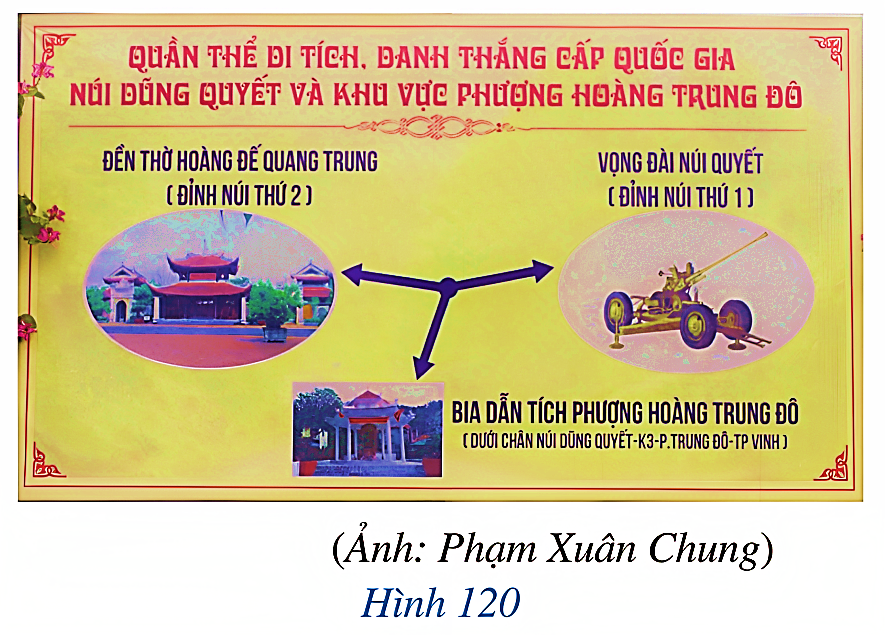 QUẦN THỂ DI TÍCH, DANH THẮNG CẤP QUỐC GIA
NÚI DŨNG QUYẾT VÀ KHU VỰC PHƯỢNG HOÀNG TRUNG ĐÔ
ĐỀN THỜ HOÀNG ĐẾ QUANG TRUNG
( ĐỈNH NÚI THỨ 2 )
VỌNG ĐÀI NÚI QUYẾT
( ĐỈNH NÚI THỨ 1 )
BIA DẪN TÍCH PHƯỢNG HOÀNG TRUNG ĐÔ
( DƯỚI CHÂN NÚI DŨNG QUYẾT-K3-P.TRUNG ĐÔ-TP VINH )
(Ảnh: Phạm Xuân Chung)
Hình 120